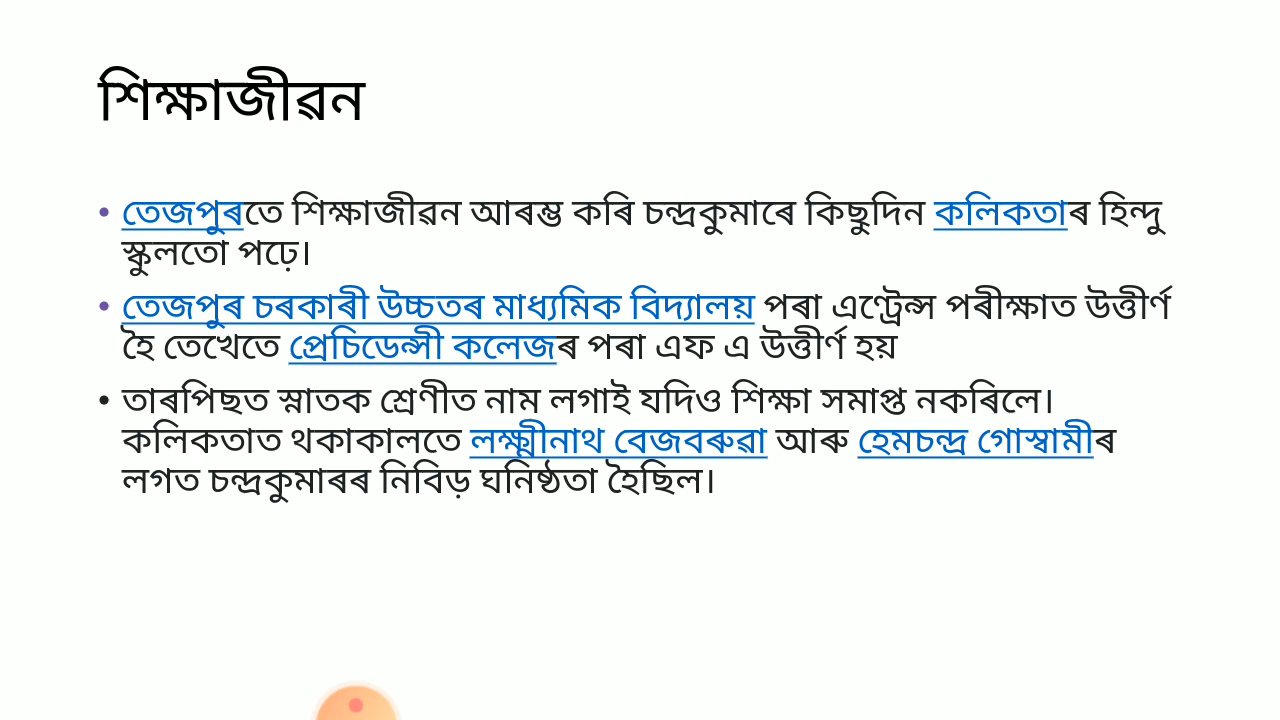 শিক্ষাজীৱন
• তেজপুৰতে শিক্ষাজীৱন আৰম্ভ কৰি চন্দ্ৰকুমাৰে কিছুদিন কলিকতাৰ হিন্দু
স্কুলতো পঢ়ে।
• তেজপুৰ চৰকাৰী উচ্চতৰ মাধ্যমিক বিদ্যালয় পৰা এণ্ট্ৰেন্স পৰীক্ষাত উত্তীৰ্ণ
হৈ তেখেতে প্ৰেচিডেন্সী কলেজৰ পৰা এফ এ উত্তীৰ্ণ হয়
• তাৰপিছত স্নাতক শ্ৰেণীত নাম লগাই যদিও শিক্ষা সমাপ্ত নকৰিলে।
কলিকতাত থকাকালতে লক্ষ্মীনাথ বেজবৰুৱা আৰু হেমচন্দ্ৰ গোস্বামীৰ
লগত চন্দ্ৰকুমাৰৰ নিবিড় ঘনিষ্ঠতা হৈছিল।